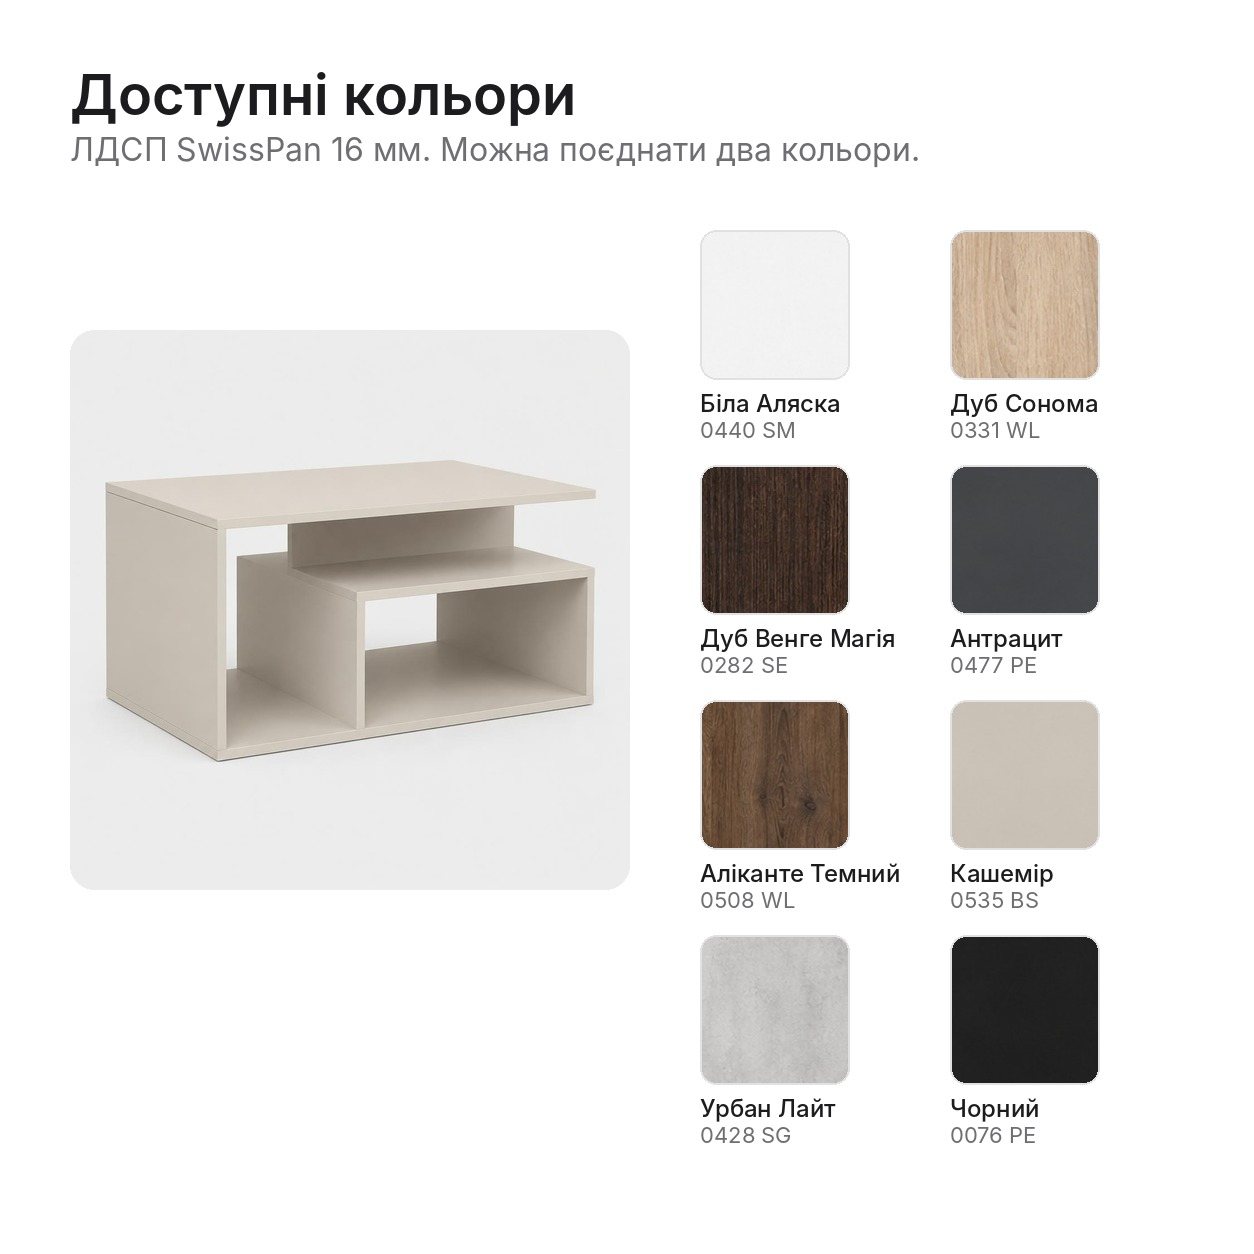 Доступні кольори
ЛДСП SwissPan 16 мм. Можна поєднати два кольори.
Біла Аляска
0440 SM
Дуб Сонома
0331 WL
Дуб Венге Магія
0282 SE
Антрацит
0477 PE
Аліканте Темний
0508 WL
Кашемір
0535 BS
Урбан Лайт
0428 SG
Чорний
0076 PE